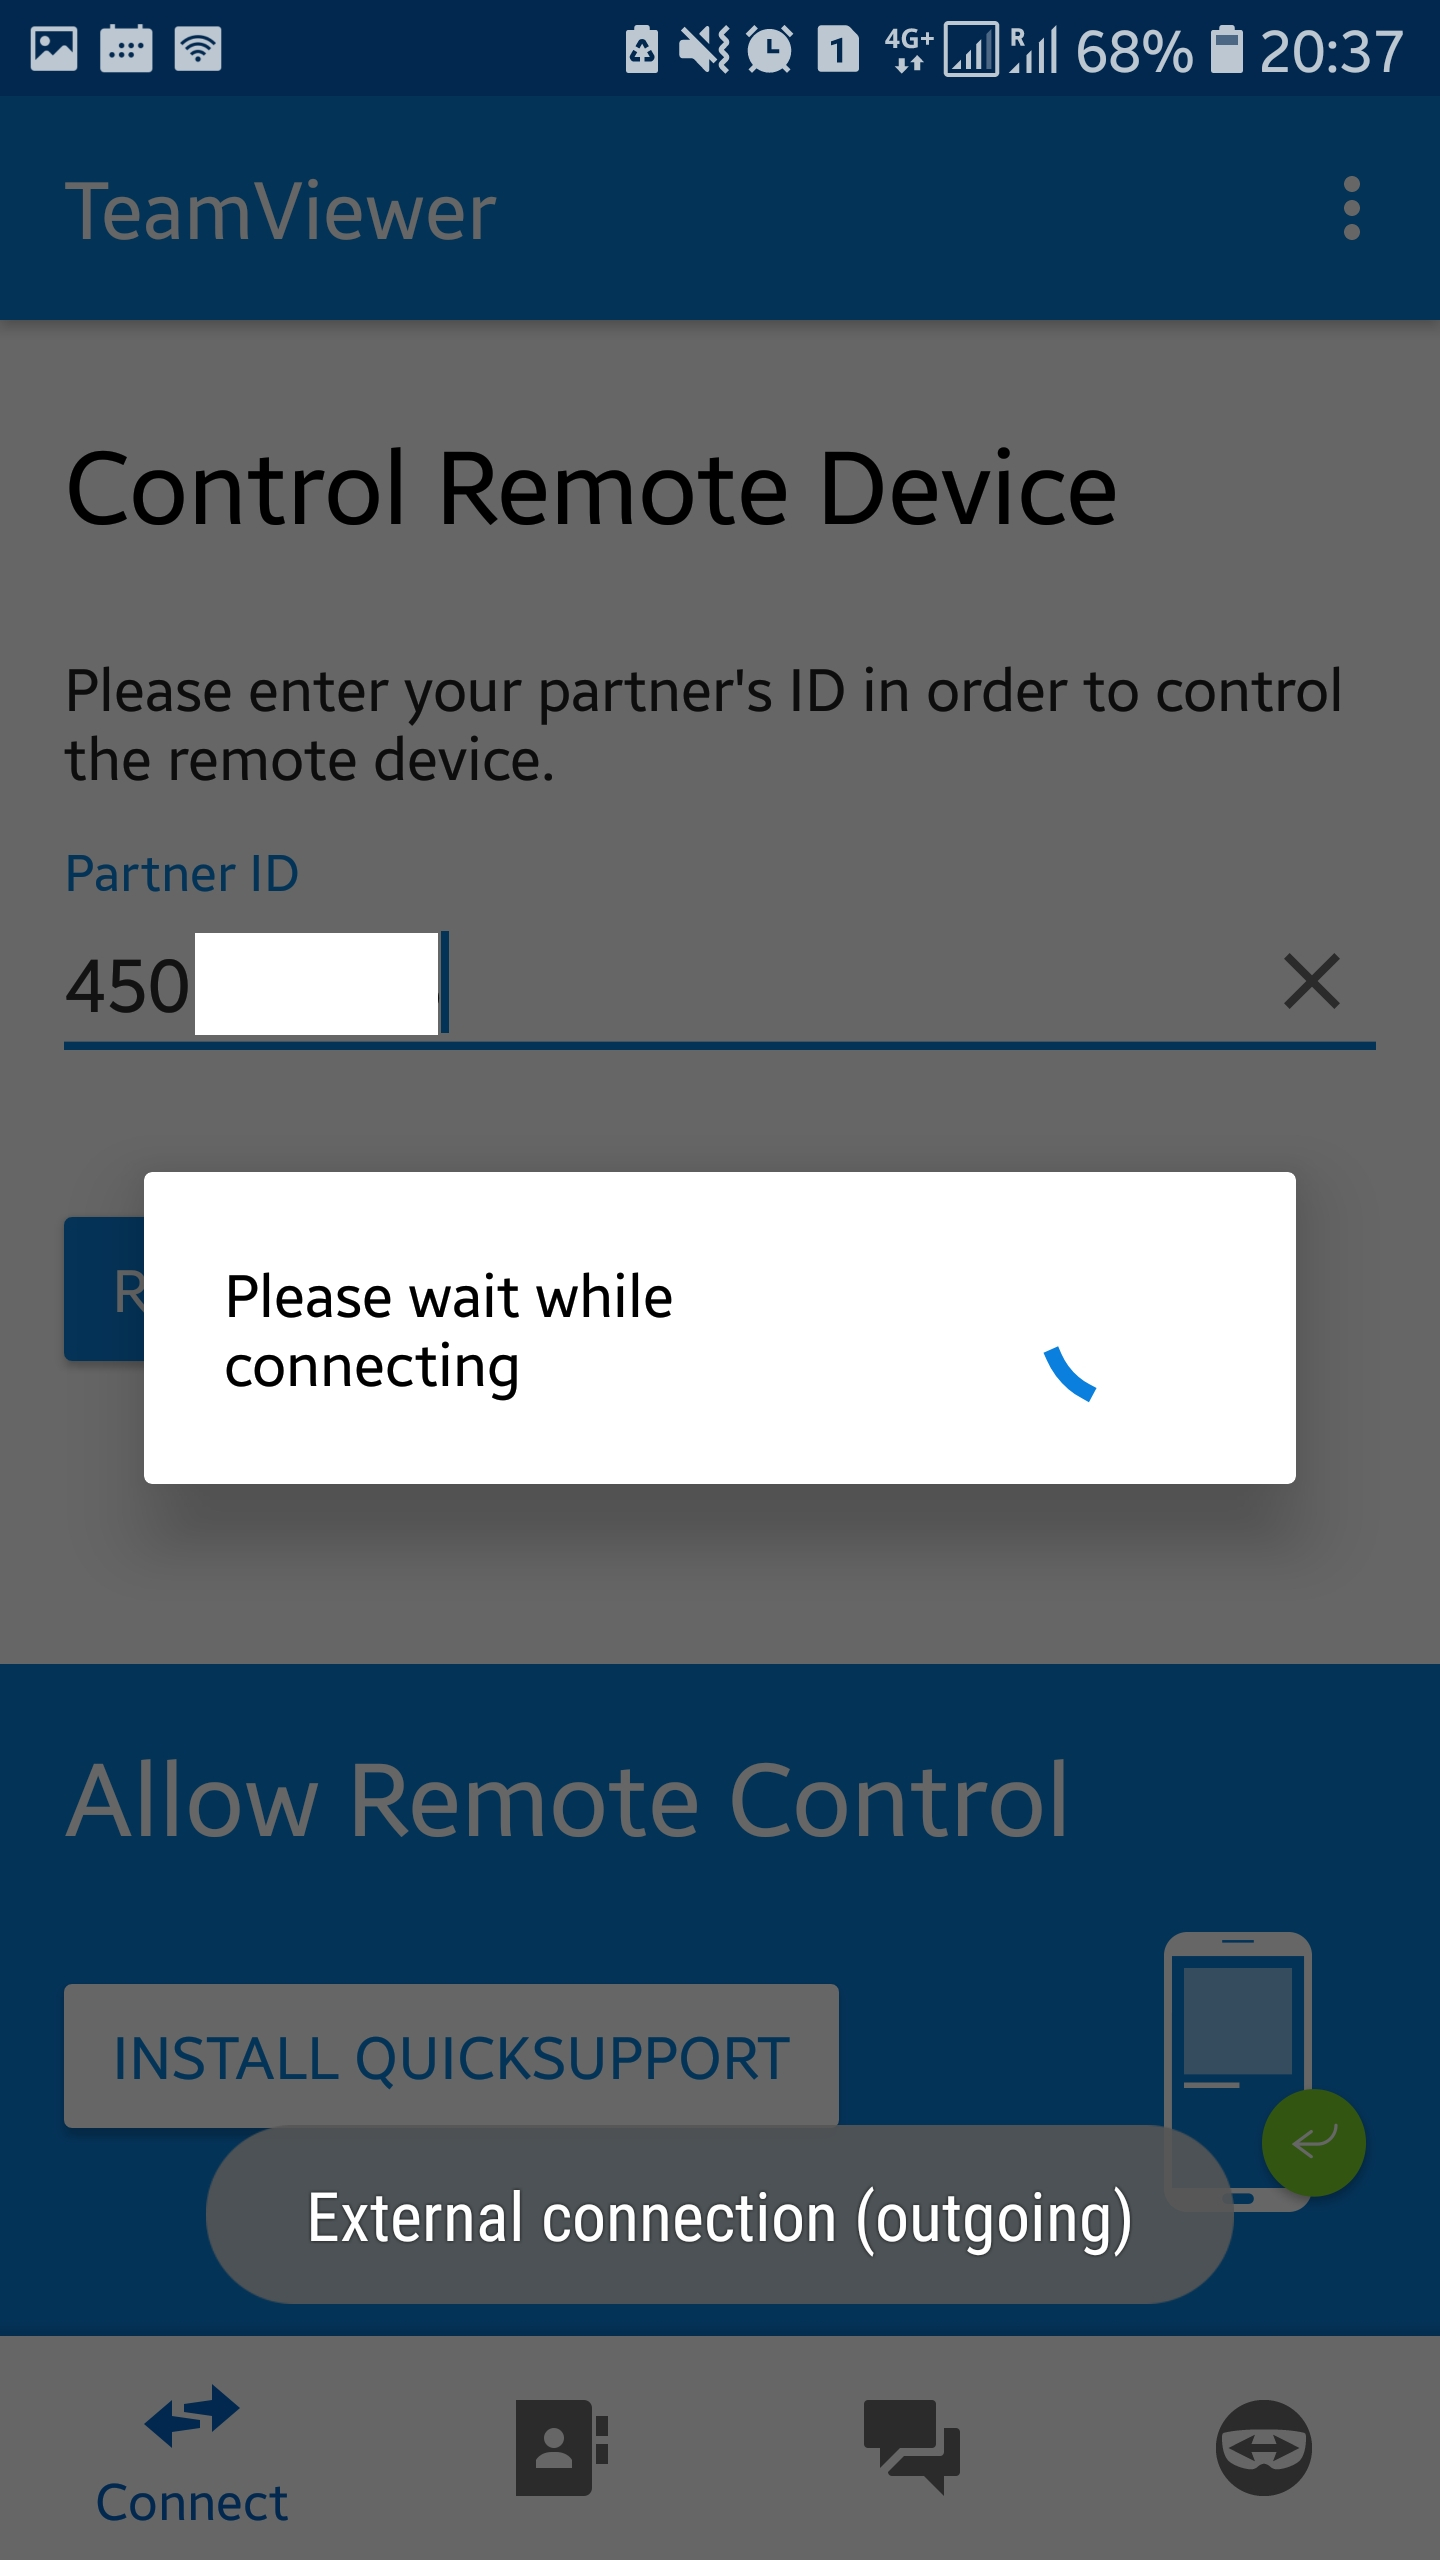 1 4G+ R 68% 20:37
TeamViewer
Control Remote Device
Please enter your partner's ID in order to control
the remote device.
Partner ID
450
R
Please wait while
connecting
Allow Remote Control
INSTALL QUICKSUPPORT
External connection (outgoing)
Connect